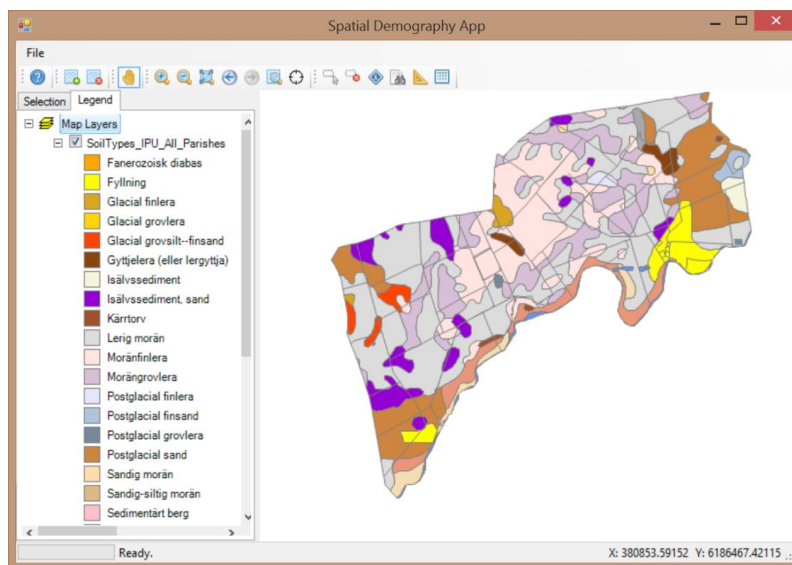 Spatial Demography App
File
Selection Legend
Map Layers
SoilTypes_IPU_All_Parishes
Fanerozoisk diabas
Fyllning
Glacial finlera
Glacial grovlera
Glacial grovsilt--finsand
Gyttjelera (eller lergyttja)
Isälvssediment
Isälvssediment, sand
Kärrtorv
Lerig morän
Moränfinlera
Morängrovlera
Postglacial finlera
Postglacial finsand
Postglacial grovlera
Postglacial sand
Sandig morän
Sandig-siltig morän
Sedimentärt berg
Ready. X: 380853.59152 Y: 6186467.42115